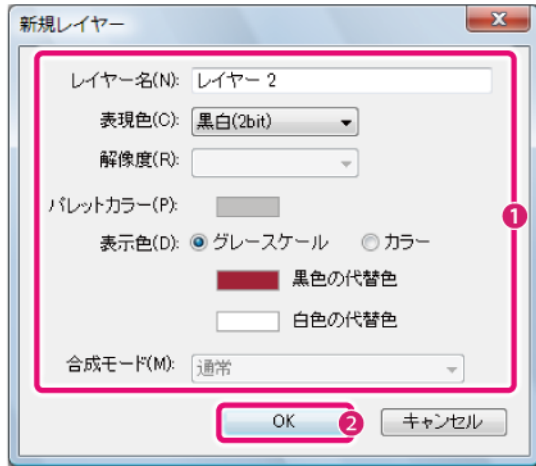 新規レイヤー
レイヤー名(N): レイヤー 2
表現色(C): 黒白(2bit)
解像度(R):
パレットカラー(P):
表示色(D): グレースケール カラー
黒色の代替色
白色の代替色
合成モード(M): 通常
1
OK 2 キャンセル